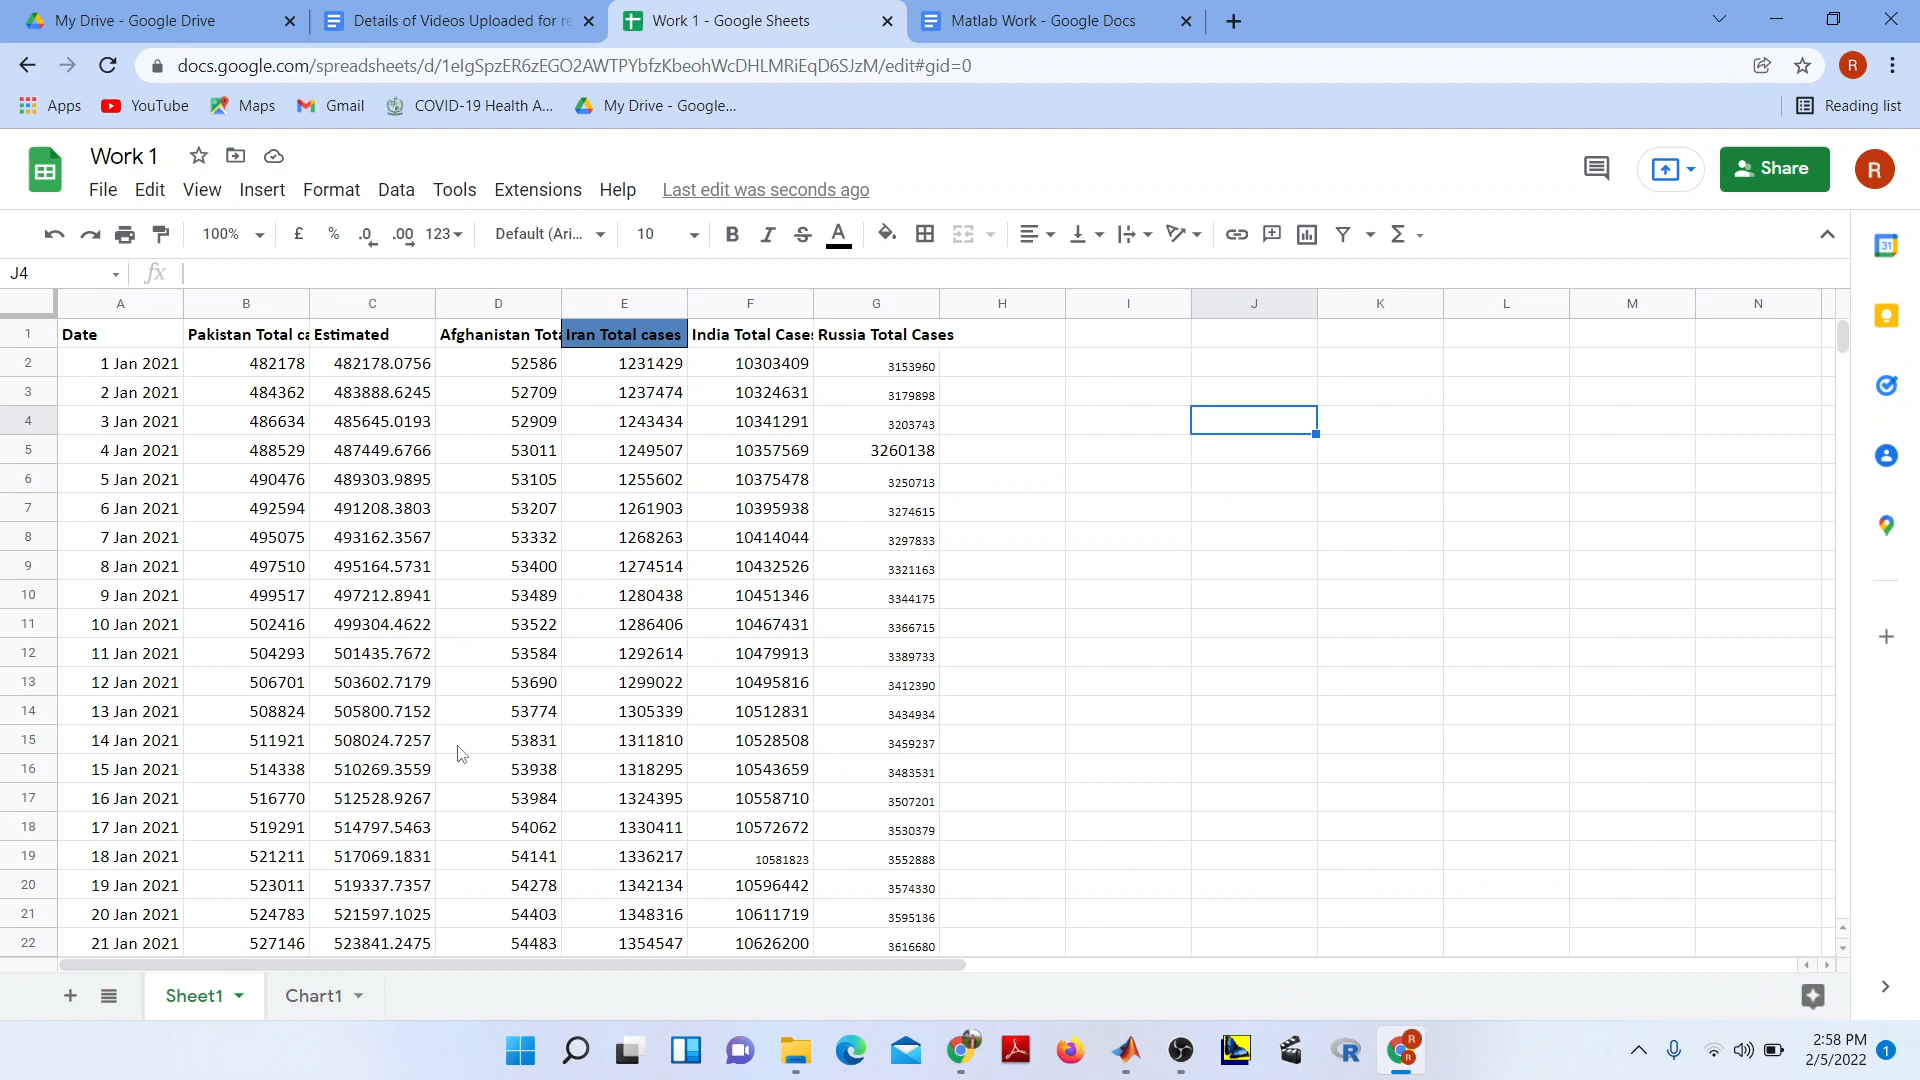 My Drive - Google Drive
Details of Videos Uploaded for re
Work 1 - Google Sheets
Matlab Work - Google Docs
docs.google.com/spreadsheets/d/1eIgSpzER6zEGO2AWTPYbfzKbeohWcDHLMRiEqD6SJzM/edit#gid=0
R
Apps YouTube Maps Gmail COVID-19 Health A... My Drive - Google... Reading list
Work 1
File Edit View Insert Format Data Tools Extensions Help Last edit was seconds ago
Share
R
100% £ % .0 .00 123 Default (Ari... 10 B I S A
31
J4 fx
A B C D E F G H I J K L M N
1 Date Pakistan Total ca Estimated Afghanistan Tota Iran Total cases India Total Cases Russia Total Cases
2 1 Jan 2021 482178 482178.0756 52586 1231429 10303409 3153960
3 2 Jan 2021 484362 483888.6245 52709 1237474 10324631 3179898
4 3 Jan 2021 486634 485645.0193 52909 1243434 10341291 3203743
5 4 Jan 2021 488529 487449.6766 53011 1249507 10357569 3260138
6 5 Jan 2021 490476 489303.9895 53105 1255602 10375478 3250713
7 6 Jan 2021 492594 491208.3803 53207 1261903 10395938 3274615
8 7 Jan 2021 495075 493162.3567 53332 1268263 10414044 3297833
9 8 Jan 2021 497510 495164.5731 53400 1274514 10432526 3321163
10 9 Jan 2021 499517 497212.8941 53489 1280438 10451346 3344175
11 10 Jan 2021 502416 499304.4622 53522 1286406 10467431 3366715
12 11 Jan 2021 504293 501435.7672 53584 1292614 10479913 3389733
13 12 Jan 2021 506701 503602.7179 53690 1299022 10495816 3412390
14 13 Jan 2021 508824 505800.7152 53774 1305339 10512831 3434934
15 14 Jan 2021 511921 508024.7257 53831 1311810 10528508 3459237
16 15 Jan 2021 514338 510269.3559 53938 1318295 10543659 3483531
17 16 Jan 2021 516770 512528.9267 53984 1324395 10558710 3507201
18 17 Jan 2021 519291 514797.5463 54062 1330411 10572672 3530379
19 18 Jan 2021 521211 517069.1831 54141 1336217 10581823 3552888
20 19 Jan 2021 523011 519337.7357 54278 1342134 10596442 3574330
21 20 Jan 2021 524783 521597.1025 54403 1348316 10611719 3595136
22 21 Jan 2021 527146 523841.2475 54483 1354547 10626200 3616680
Sheet1 Chart1
2:58 PM
2/5/2022
1